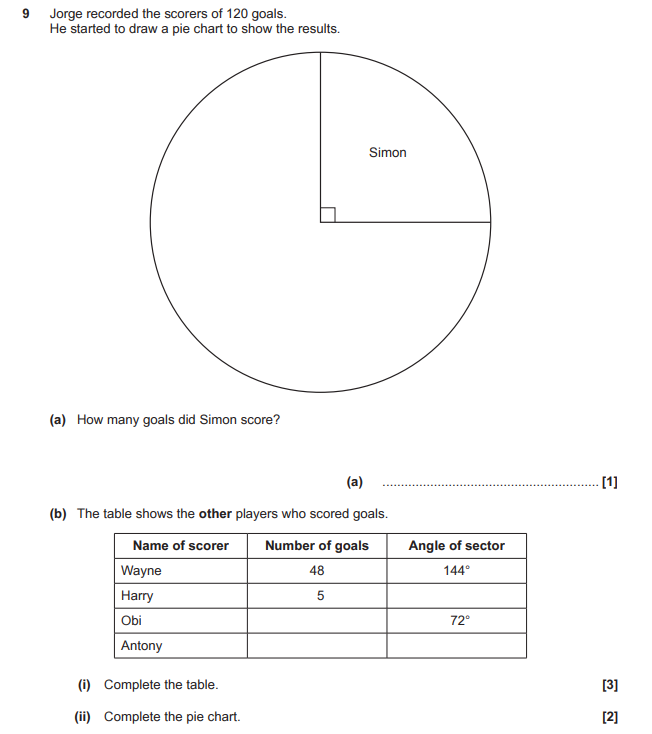 9 Jorge recorded the scorers of 120 goals.
He started to draw a pie chart to show the results.
Simon
(a) How many goals did Simon score?
(a) .......................................................... [1]
(b) The table shows the other players who scored goals.
Name of scorer Number of goals Angle of sector
Wayne 48 144°
Harry 5
Obi 72°
Antony
(i) Complete the table. [3]
(ii) Complete the pie chart. [2]